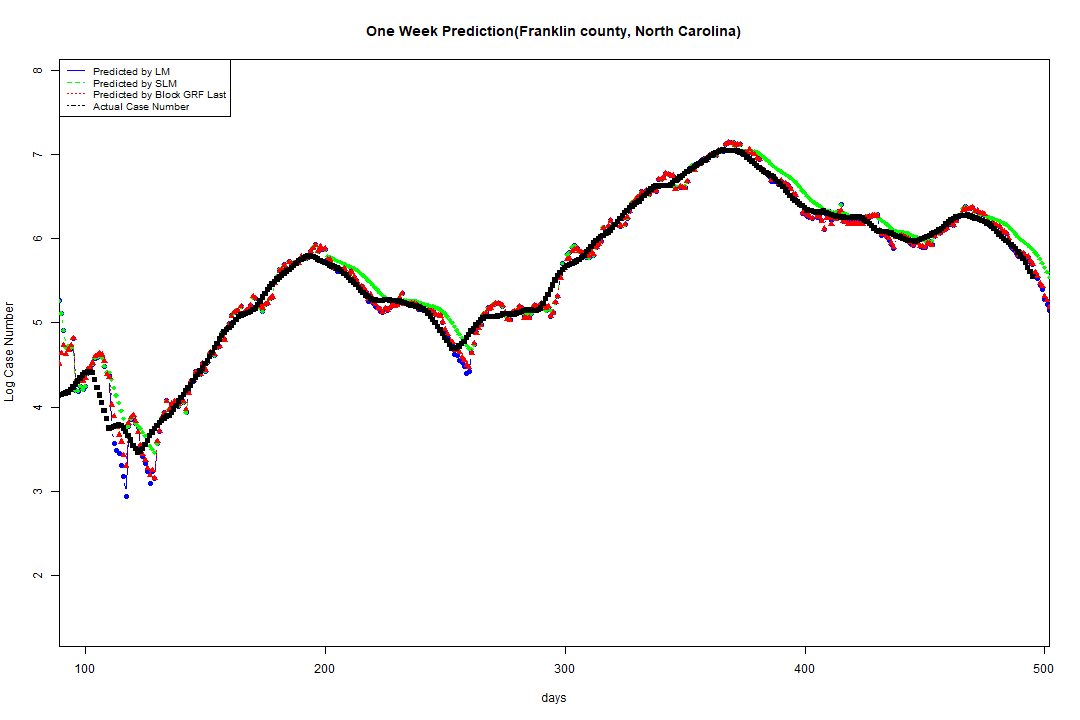 One Week Prediction(Franklin county, North Carolina)
Predicted by LM
Predicted by SLM
Predicted by Block GRF Last
Actual Case Number
8
7
6
5
4
3
2
Log Case Number
100 200 300 400 500
days